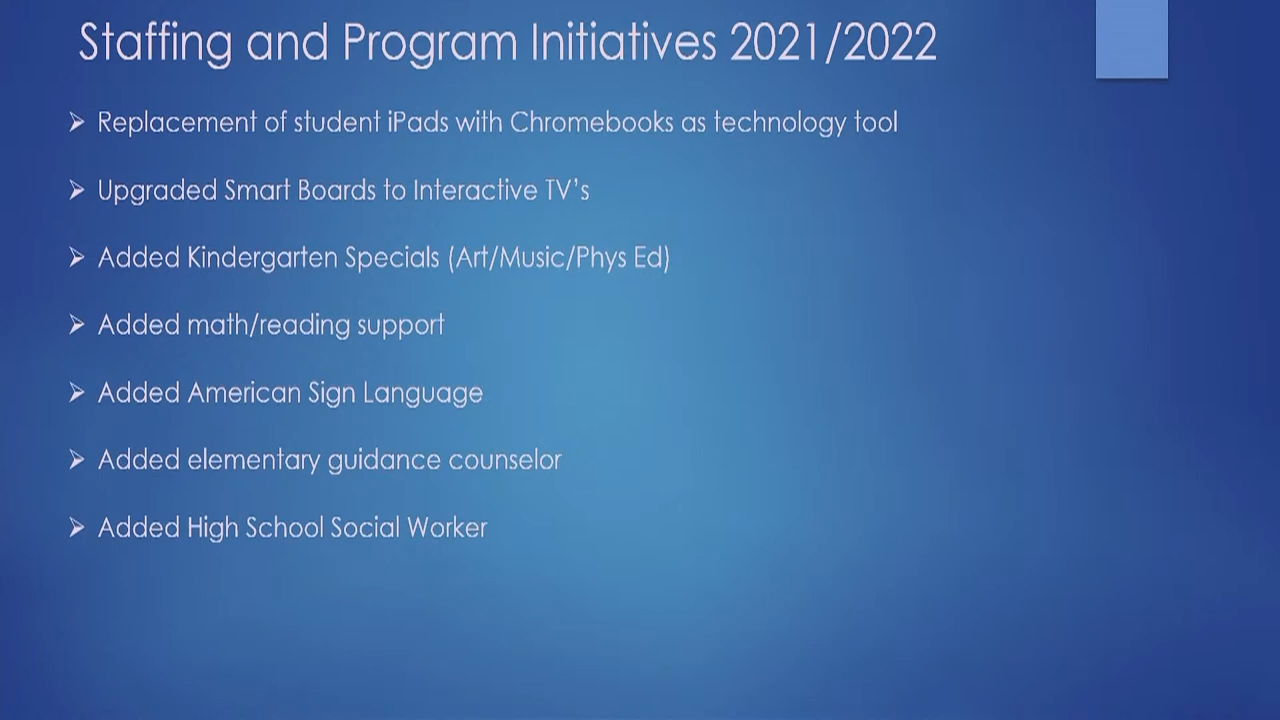 Staffing and Program Initiatives 2021/2022
➢ Replacement of student iPads with Chromebooks as technology tool
➢ Upgraded Smart Boards to Interactive TV’s
➢ Added Kindergarten Specials (Art/Music/Phys Ed)
➢ Added math/reading support
➢ Added American Sign Language
➢ Added elementary guidance counselor
➢ Added High School Social Worker